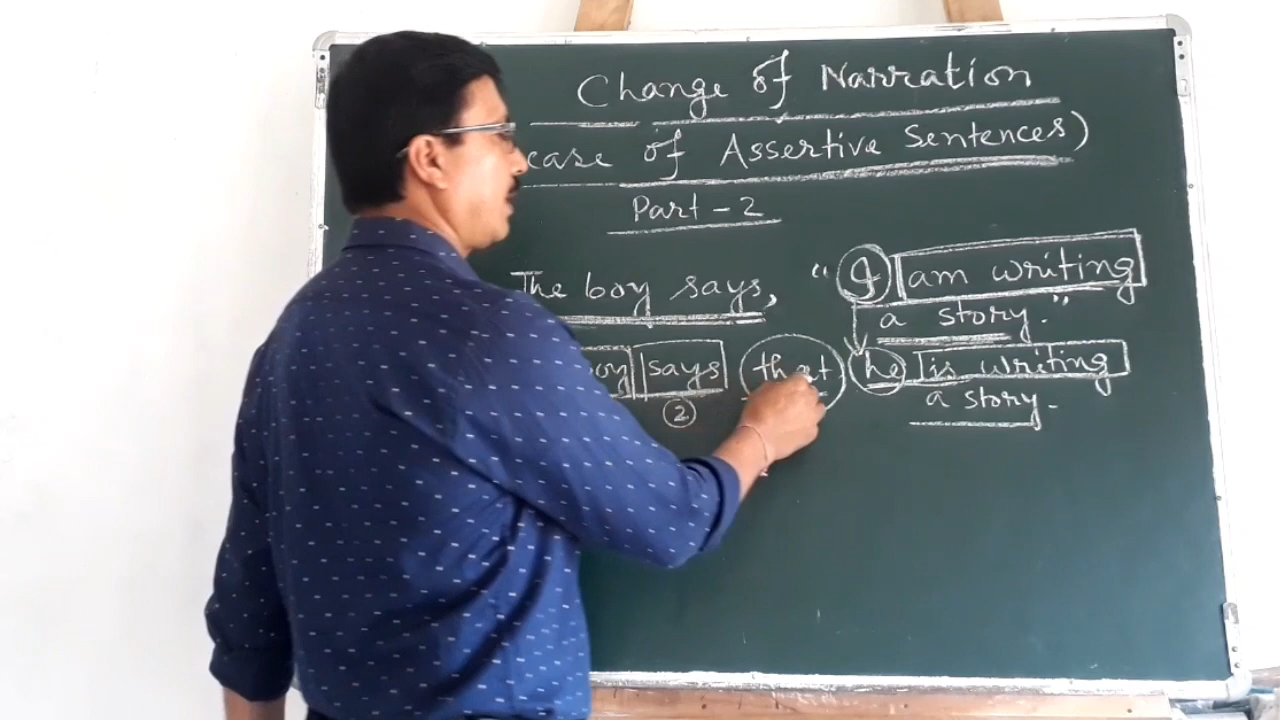 Change of Narration
case of Assertive Sentences)
Part - 2
The boy says, "I am writing
a story."
says that he is writing
2
a story.